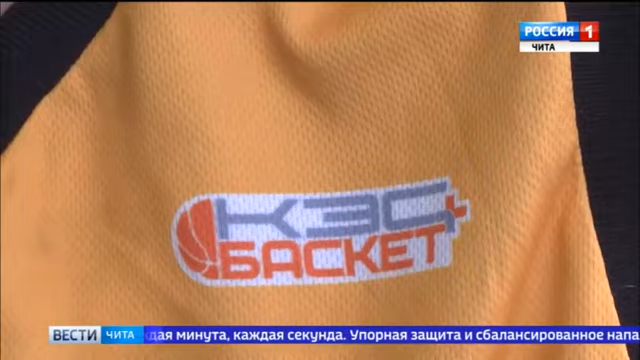 РОССИЯ 1
ЧИТА
КЭС
БАСКЕТ
ВЕСТИ ЧИТА дая минута, каждая секунда. Упорная защита и сбалансированное напа